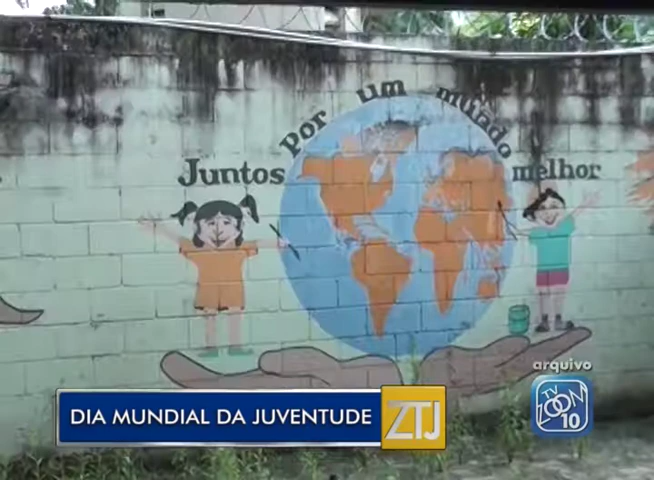 Juntos por um mundo melhor
arquivo
DIA MUNDIAL DA JUVENTUDE ZTJ
TV
ZOOM
10